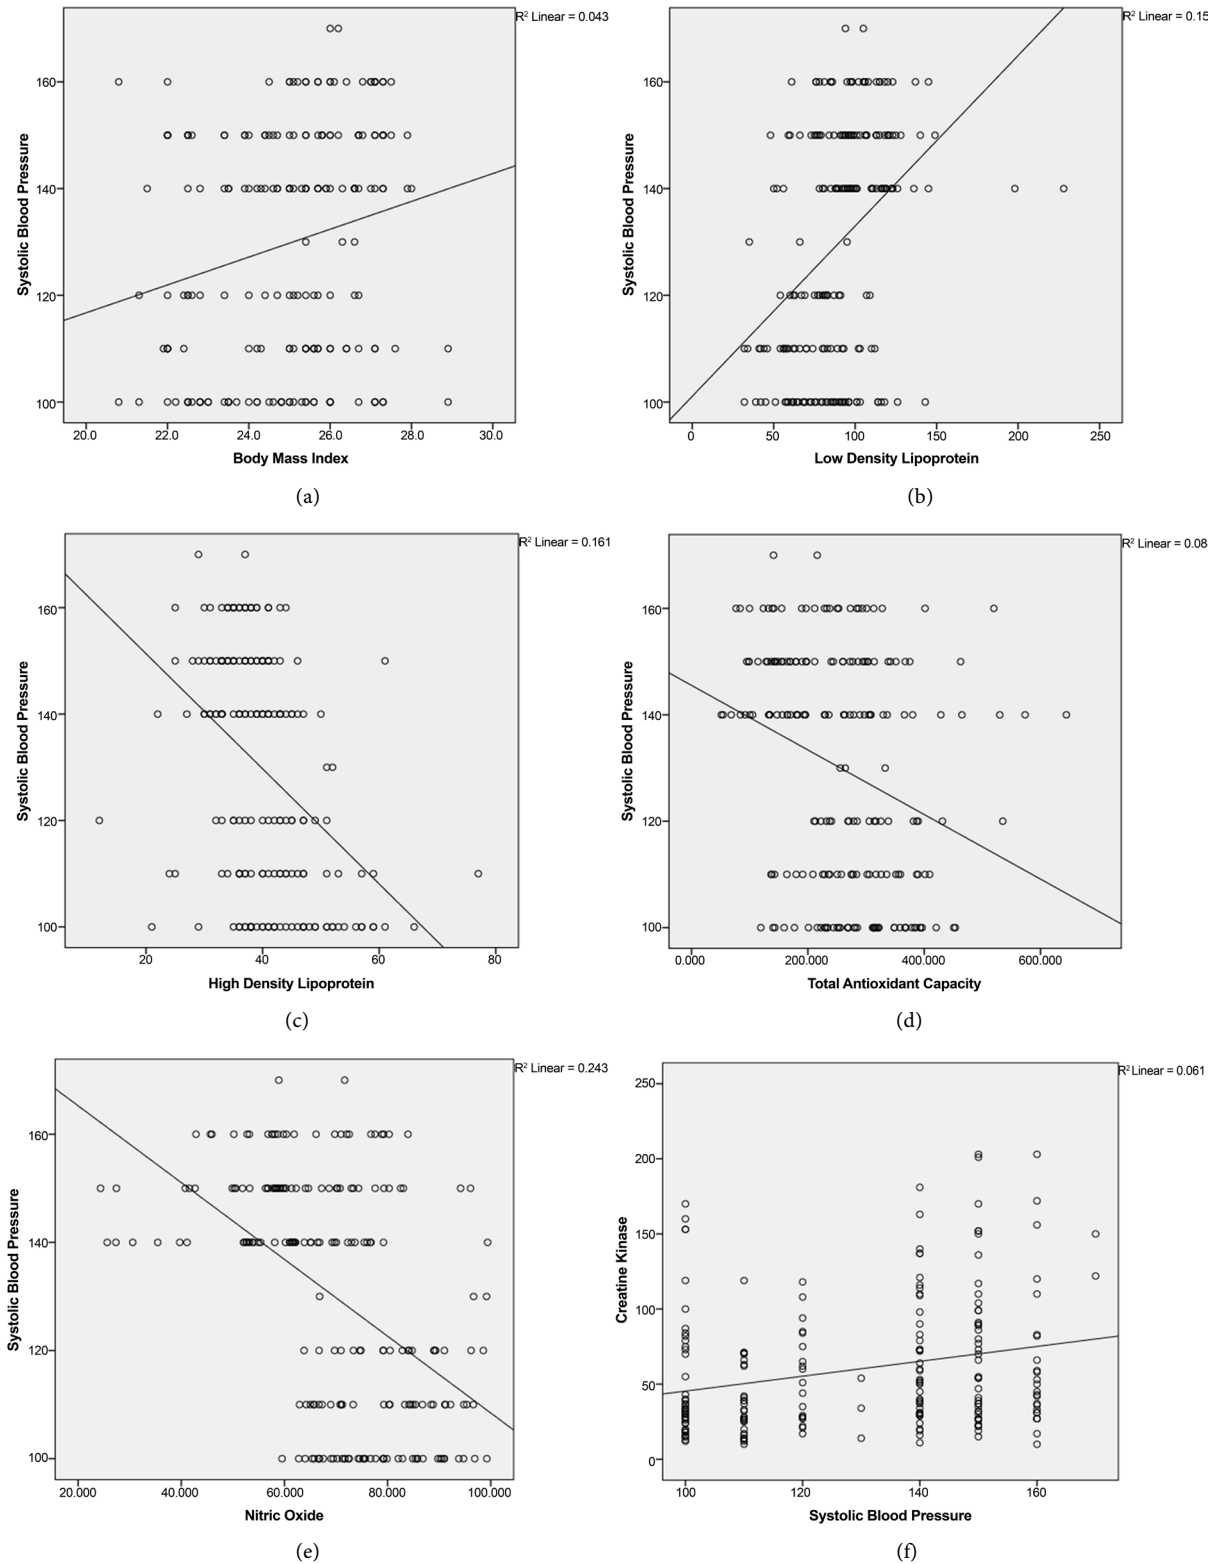 R² Linear = 0.043
160
140
120
100
Systolic Blood Pressure
20.0 22.0 24.0 26.0 28.0 30.0
Body Mass Index
(a)
R² Linear = 0.15
160
140
120
100
Systolic Blood Pressure
0 50 100 150 200 250
Low Density Lipoprotein
(b)
R² Linear = 0.161
160
140
120
100
Systolic Blood Pressure
20 40 60 80
High Density Lipoprotein
(c)
R² Linear = 0.08
160
140
120
100
Systolic Blood Pressure
0.000 200.000 400.000 600.000
Total Antioxidant Capacity
(d)
R² Linear = 0.243
160
140
120
100
Systolic Blood Pressure
20.000 40.000 60.000 80.000 100.000
Nitric Oxide
(e)
R² Linear = 0.061
250
200
150
100
50
0
Creatine Kinase
100 120 140 160
Systolic Blood Pressure
(f)